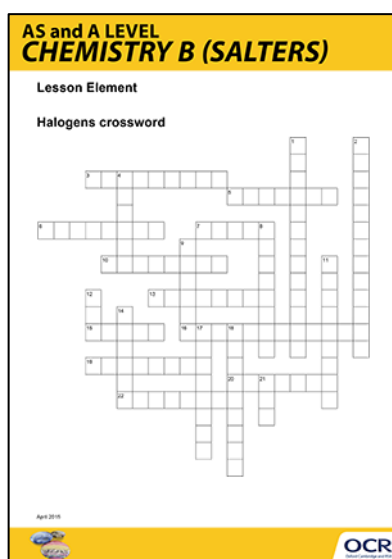 AS and A LEVEL
CHEMISTRY B (SALTERS)
Lesson Element
Halogens crossword
1 2
3 4
5
6 7 8
9
10 11
12 13
14
15 16 17 18
19
20 21
22
April 2015
OCR